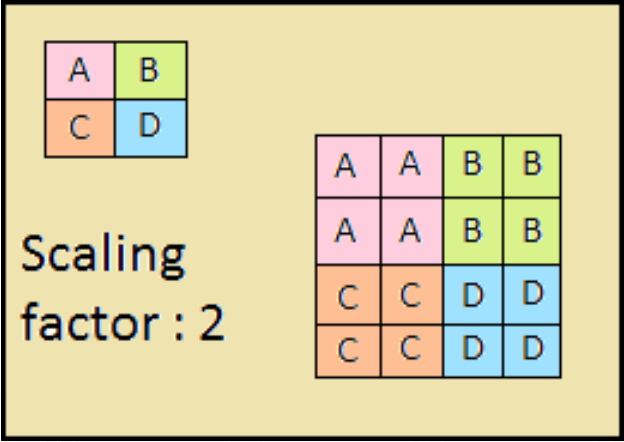 A B
C D
A A B B
A A B B
C C D D
C C D D
Scaling
factor : 2